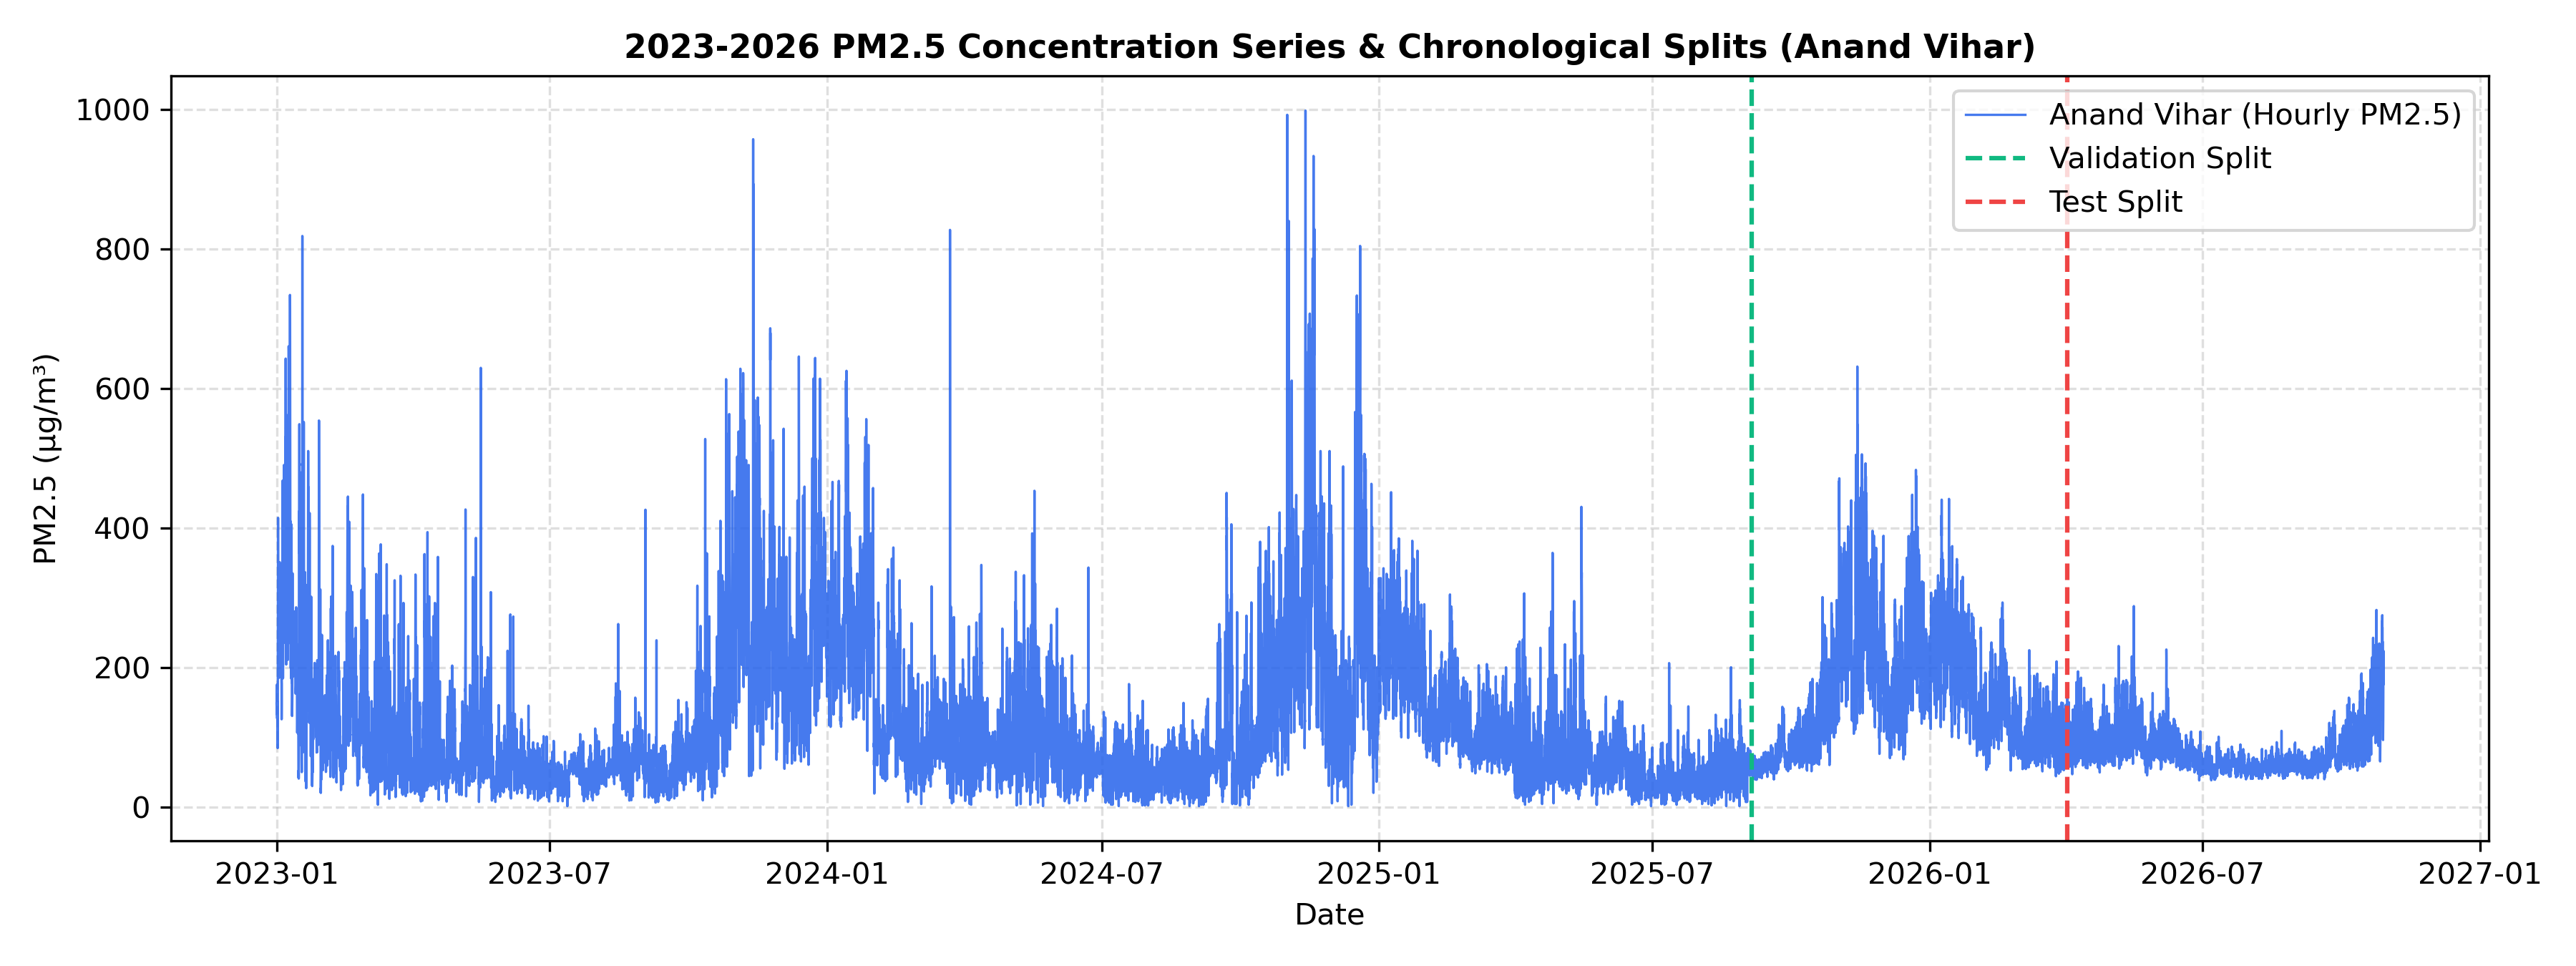 2023-2026 PM2.5 Concentration Series & Chronological Splits (Anand Vihar)
Anand Vihar (Hourly PM2.5)
Validation Split
Test Split
PM2.5 (µg/m³)
1000
800
600
400
200
0
2023-01 2023-07 2024-01 2024-07 2025-01 2025-07 2026-01 2026-07 2027-01
Date